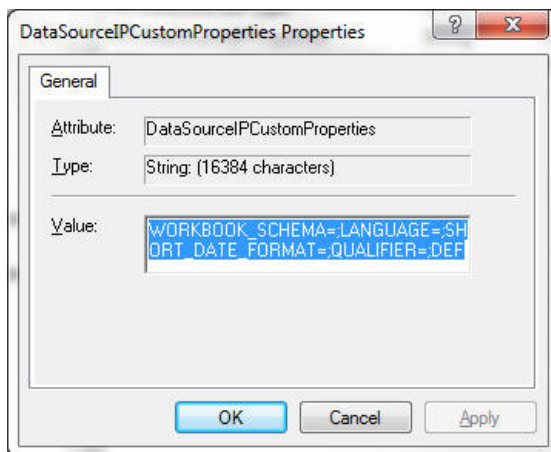 DataSourceIPCustomProperties Properties
General
Attribute: DataSourceIPCustomProperties
Type: String: (16384 characters)
Value: WORKBOOK_SCHEMA=;LANGUAGE=;SH
ORT_DATE_FORMAT=;QUALIFIER=;DEF
OK Cancel Apply